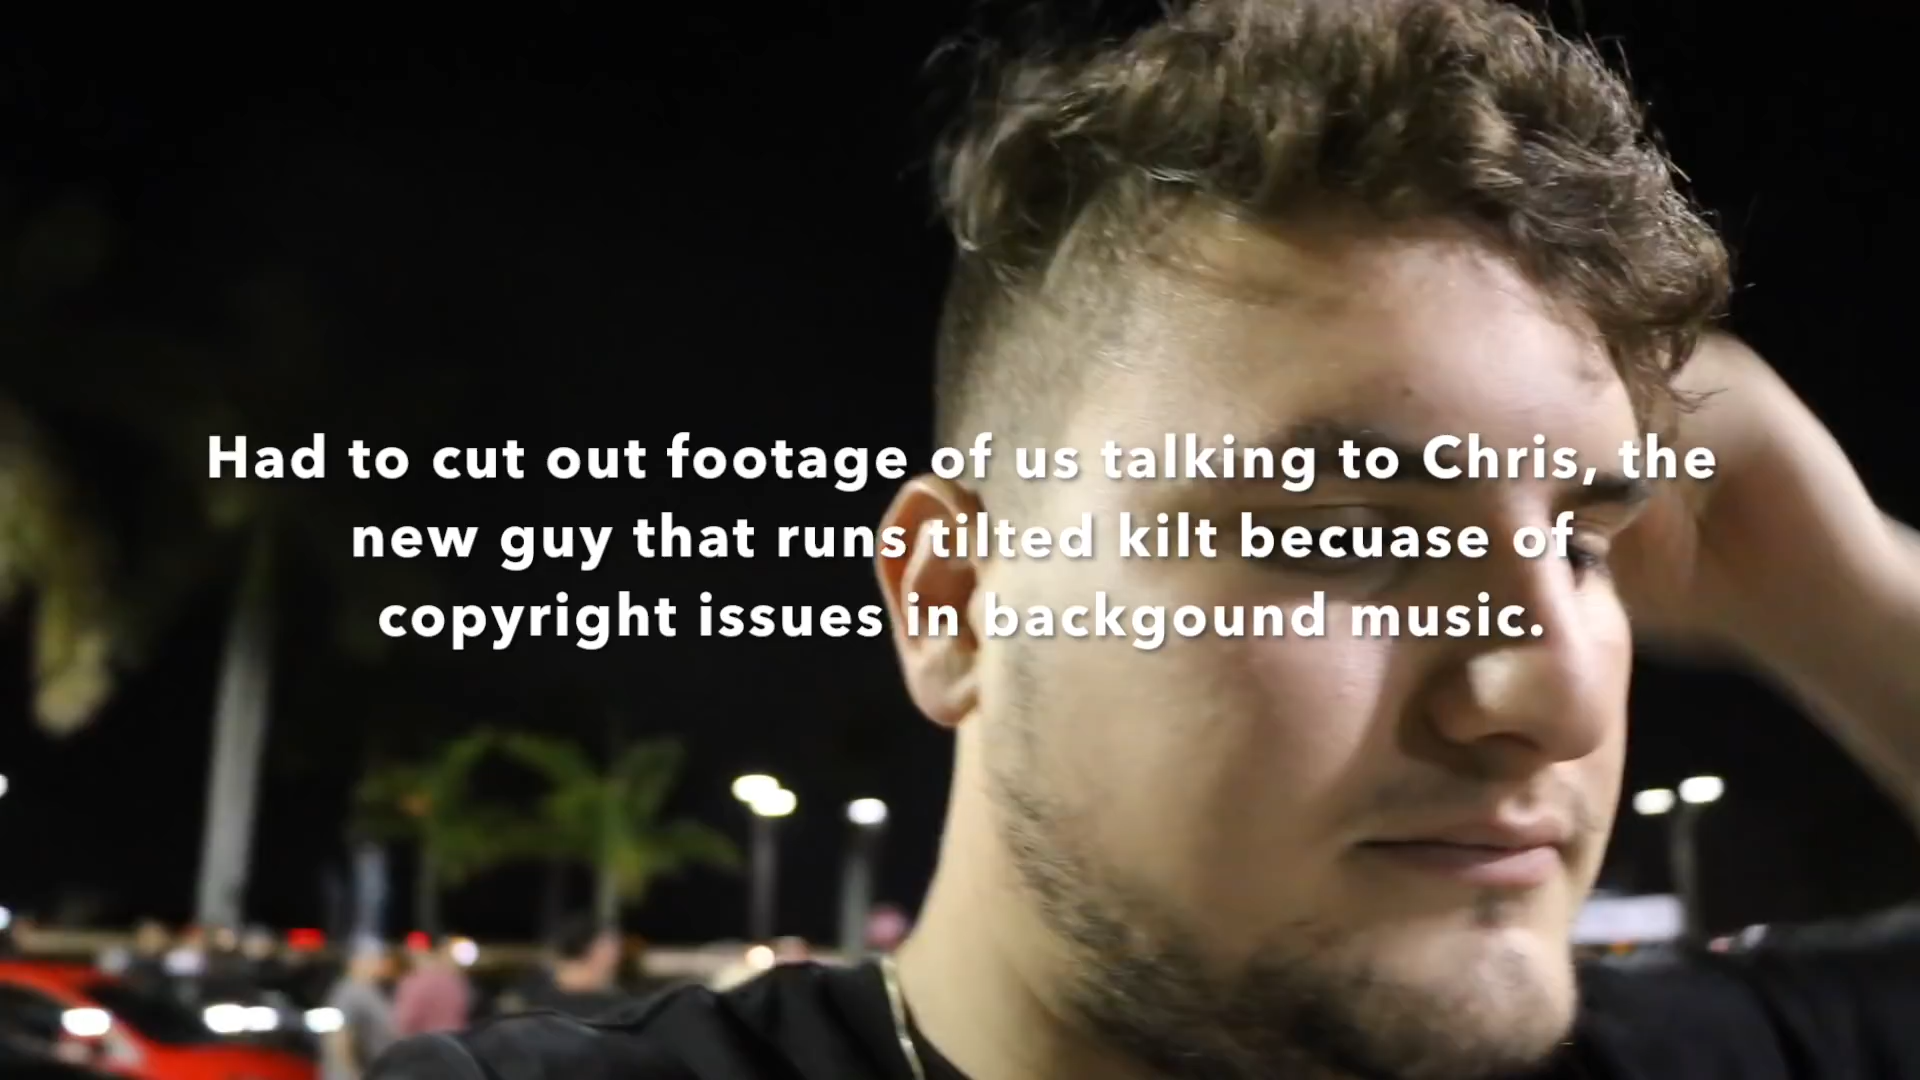 Had to cut out footage of us talking to Chris, the
new guy that runs tilted kilt becuase of
copyright issues in backgound music.